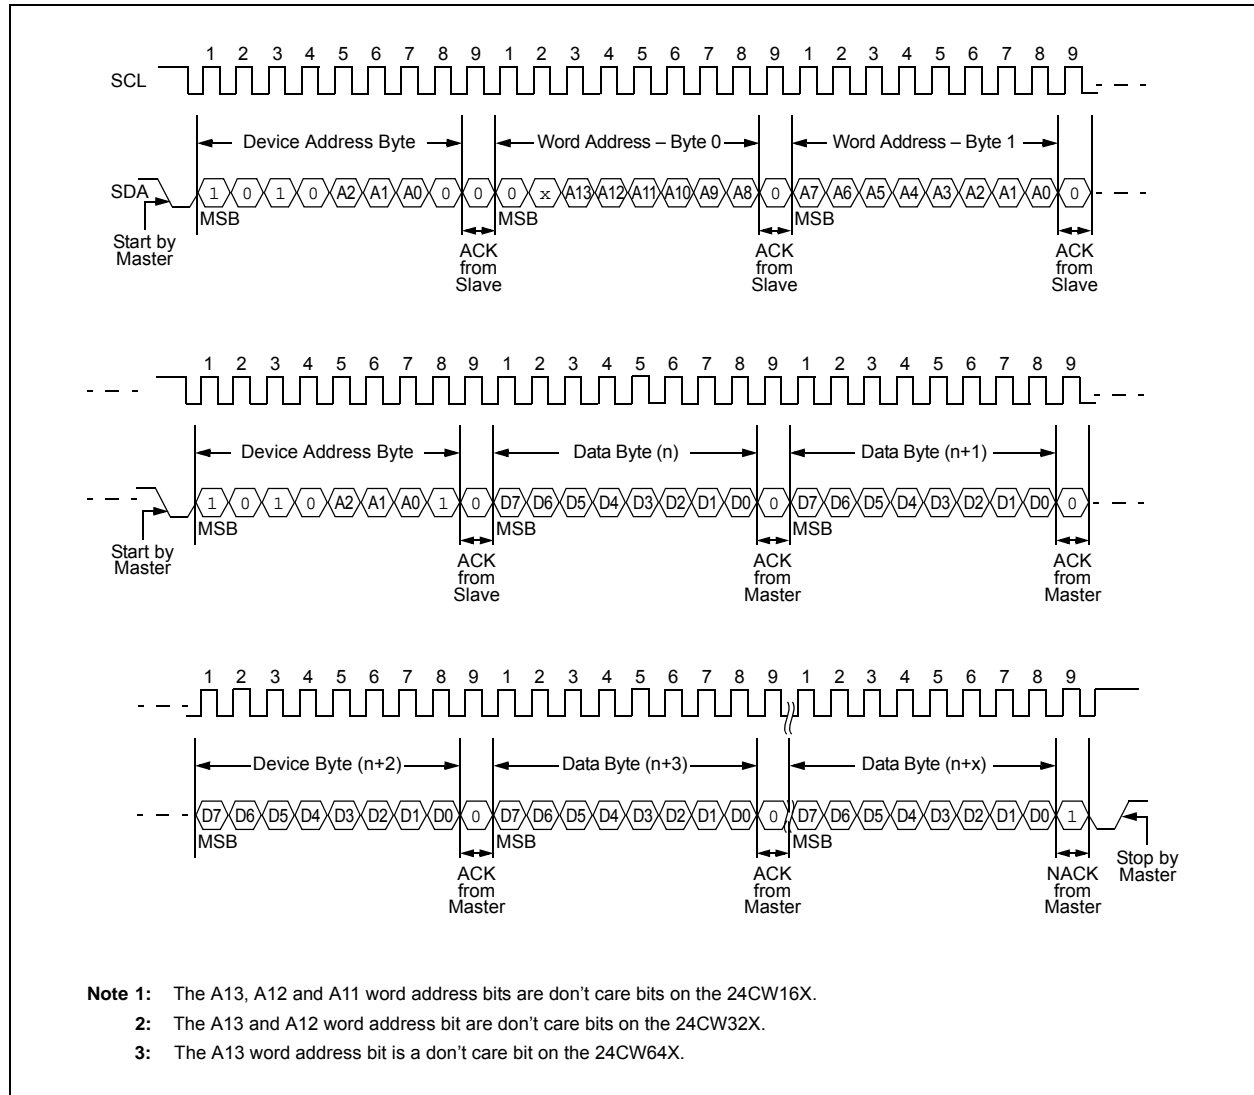 1 2 3 4 5 6 7 8 9 1 2 3 4 5 6 7 8 9 1 2 3 4 5 6 7 8 9
SCL
Device Address Byte Word Address – Byte 0 Word Address – Byte 1
SDA 1 0 1 0 A2 A1 A0 0 0 0 x A13 A12 A11 A10 A9 A8 0 A7 A6 A5 A4 A3 A2 A1 A0 0
MSB MSB MSB
Start by Master
ACK from Slave
ACK from Slave
ACK from Slave
1 2 3 4 5 6 7 8 9 1 2 3 4 5 6 7 8 9 1 2 3 4 5 6 7 8 9
Device Address Byte Data Byte (n) Data Byte (n+1)
1 0 1 0 A2 A1 A0 1 0 D7 D6 D5 D4 D3 D2 D1 D0 0 D7 D6 D5 D4 D3 D2 D1 D0 0
MSB MSB MSB
Start by Master
ACK from Slave
ACK from Master
ACK from Master
1 2 3 4 5 6 7 8 9 1 2 3 4 5 6 7 8 9 1 2 3 4 5 6 7 8 9
Device Byte (n+2) Data Byte (n+3) Data Byte (n+x)
D7 D6 D5 D4 D3 D2 D1 D0 0 D7 D6 D5 D4 D3 D2 D1 D0 0 D7 D6 D5 D4 D3 D2 D1 D0 1
MSB MSB MSB
ACK from Master
ACK from Master
NACK from Master
Stop by Master
Note 1: The A13, A12 and A11 word address bits are don't care bits on the 24CW16X.
2: The A13 and A12 word address bit are don't care bits on the 24CW32X.
3: The A13 word address bit is a don't care bit on the 24CW64X.